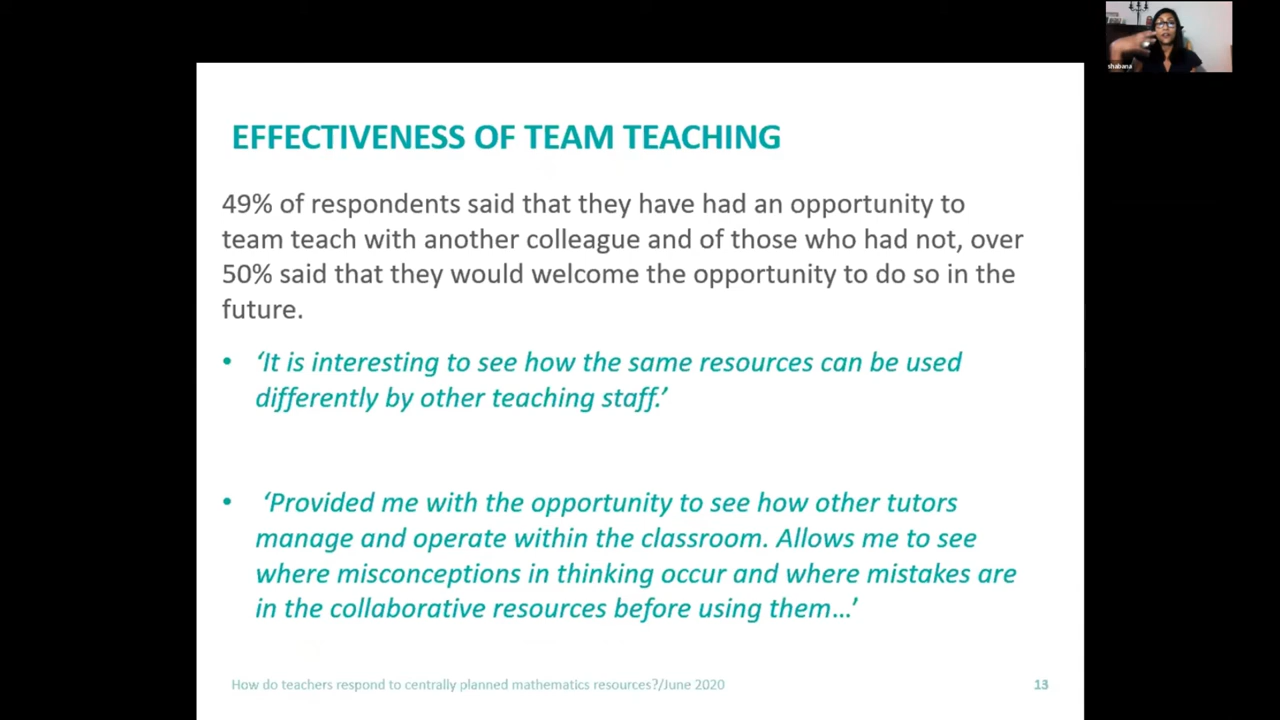 shabana
EFFECTIVENESS OF TEAM TEACHING
49% of respondents said that they have had an opportunity to
team teach with another colleague and of those who had not, over
50% said that they would welcome the opportunity to do so in the
future.
• ‘It is interesting to see how the same resources can be used
differently by other teaching staff.’
• ‘Provided me with the opportunity to see how other tutors
manage and operate within the classroom. Allows me to see
where misconceptions in thinking occur and where mistakes are
in the collaborative resources before using them…’
How do teachers respond to centrally planned mathematics resources?/June 2020
13